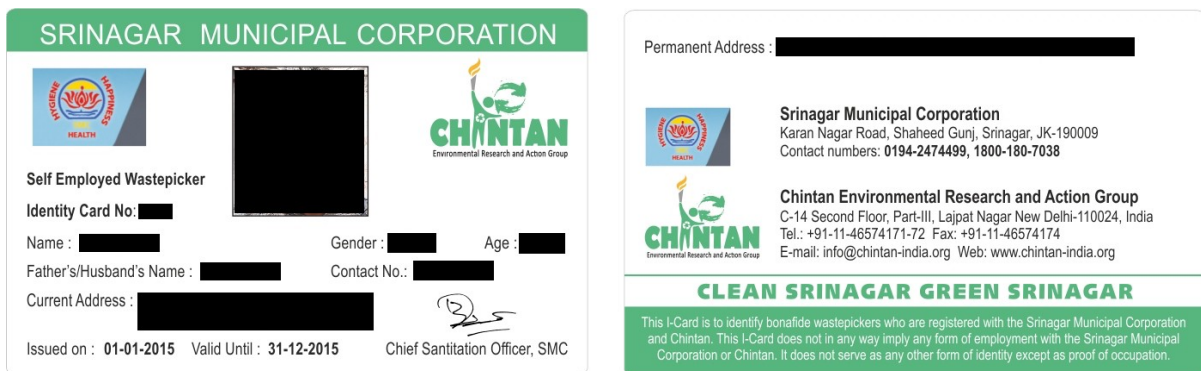 SRINAGAR MUNICIPAL CORPORATION
HYGIENE
HAPPINESS
HEALTH
CHINTAN
Environmental Research and Action Group
Self Employed Wastepicker
Identity Card No:
Name :
Gender :
Age :
Father's/Husband's Name :
Contact No.:
Current Address :
Issued on : 01-01-2015 Valid Until : 31-12-2015
Chief Santitation Officer, SMC
Permanent Address :
HYGIENE
HAPPINESS
HEALTH
Srinagar Municipal Corporation
Karan Nagar Road, Shaheed Gunj, Srinagar, JK-190009
Contact numbers: 0194-2474499, 1800-180-7038
CHINTAN
Environmental Research and Action Group
Chintan Environmental Research and Action Group
C-14 Second Floor, Part-III, Lajpat Nagar New Delhi-110024, India
Tel.: +91-11-46574171-72 Fax: +91-11-46574174
E-mail: info@chintan-india.org Web: www.chintan-india.org
CLEAN SRINAGAR GREEN SRINAGAR
This I-Card is to identify bonafide wastepickers who are registered with the Srinagar Municipal Corporation
and Chintan. This I-Card does not in any way imply any form of employment with the Srinagar Municipal
Corporation or Chintan. It does not serve as any other form of identity except as proof of occupation.